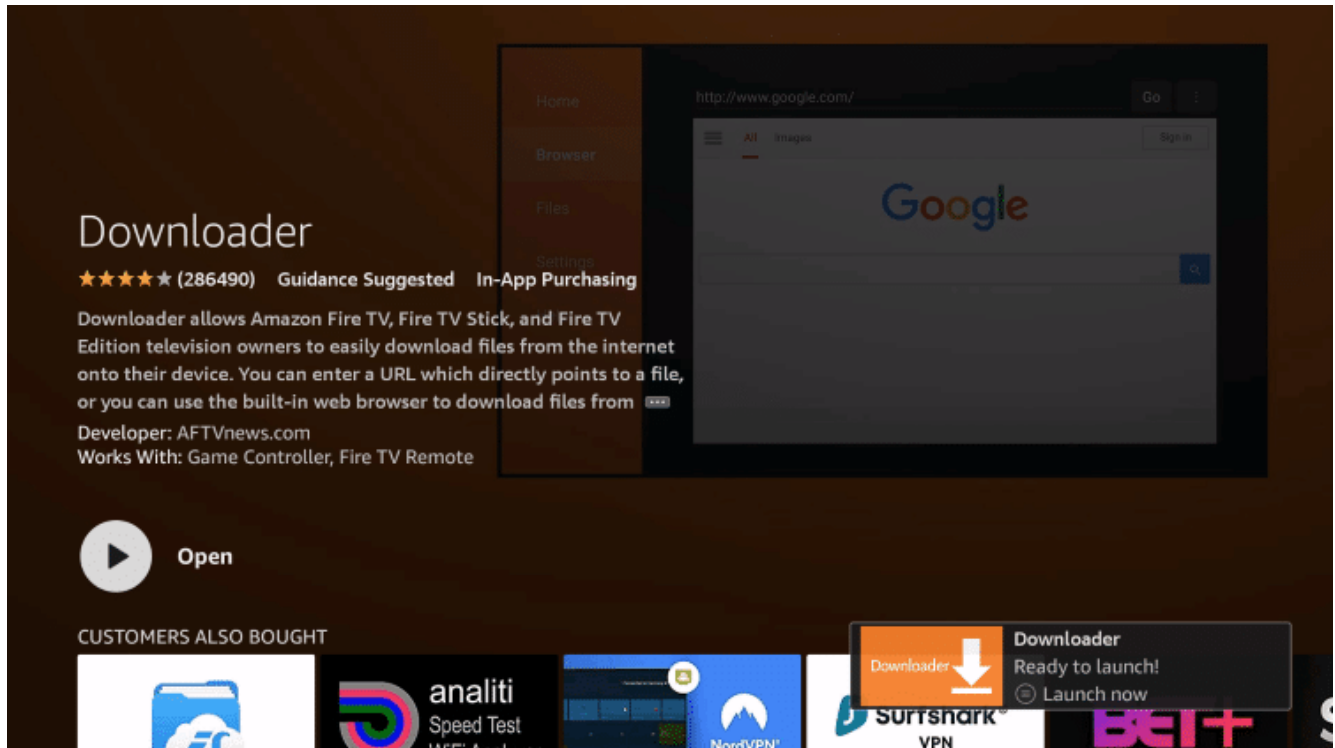 Home
http://www.google.com/
Go
Browser
All Images
Sign in
Files
Google
Settings
Downloader
(286490) Guidance Suggested In-App Purchasing
Downloader allows Amazon Fire TV, Fire TV Stick, and Fire TV
Edition television owners to easily download files from the internet
onto their device. You can enter a URL which directly points to a file,
or you can use the built-in web browser to download files from ...
Developer: AFTVnews.com
Works With: Game Controller, Fire TV Remote
Open
CUSTOMERS ALSO BOUGHT
Downloader
Downloader
Ready to launch!
Launch now
analiti
Speed Test
NordVPN
Surfshark®
VPN
BET+